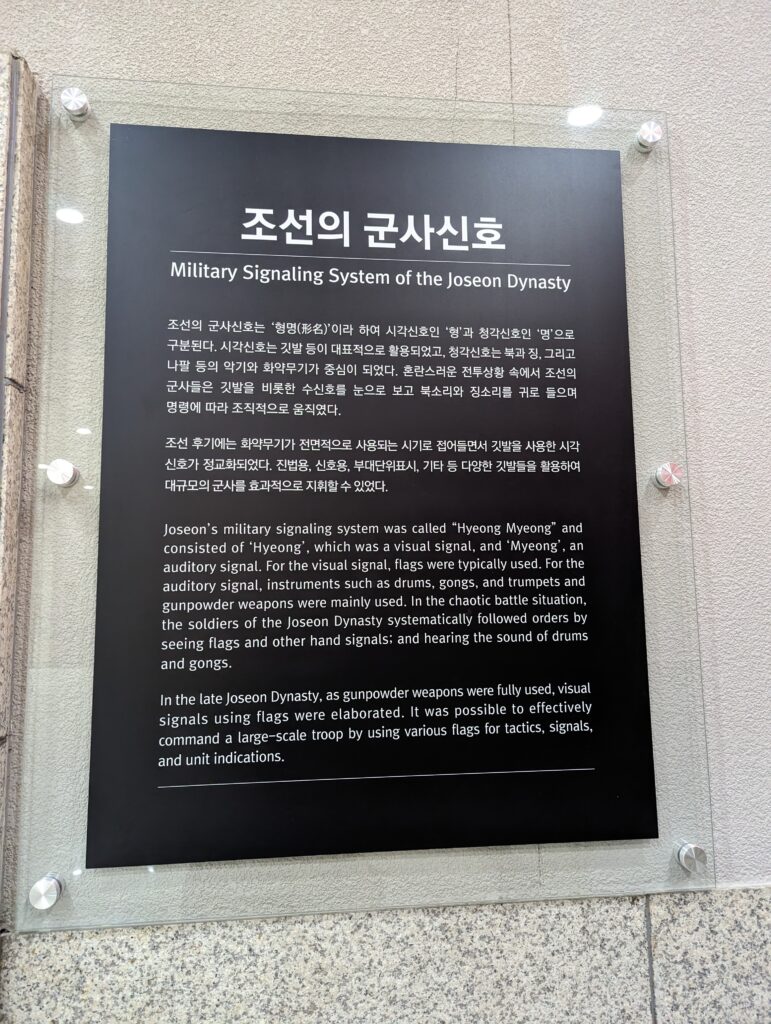 조선의 군사신호
Military Signaling System of the Joseon Dynasty
조선의 군사신호는 ‘형명(形名)’이라 하여 시각신호인 ‘형’과 청각신호인 ‘명’으로
구분된다. 시각신호는 깃발 등이 대표적으로 활용되었고, 청각신호는 북과 징, 그리고
나팔 등의 악기와 화약무기가 중심이 되었다. 혼란스러운 전투상황 속에서 조선의
군사들은 깃발을 비롯한 수신호를 눈으로 보고 북소리와 징소리를 귀로 들으며
명령에 따라 조직적으로 움직였다.
조선 후기에는 화약무기가 전면적으로 사용되는 시기로 접어들면서 깃발을 사용한 시각
신호가 정교화되었다. 진법용, 신호용, 부대단위표시, 기타 등 다양한 깃발들을 활용하여
대규모의 군사를 효과적으로 지휘할 수 있었다.
Joseon’s military signaling system was called “Hyeong Myeong” and
consisted of ‘Hyeong’, which was a visual signal, and ‘Myeong’, an
auditory signal. For the visual signal, flags were typically used. For the
auditory signal, instruments such as drums, gongs, and trumpets and
gunpowder weapons were mainly used. In the chaotic battle situation,
the soldiers of the Joseon Dynasty systematically followed orders by
seeing flags and other hand signals; and hearing the sound of drums
and gongs.
In the late Joseon Dynasty, as gunpowder weapons were fully used, visual
signals using flags were elaborated. It was possible to effectively
command a large-scale troop by using various flags for tactics, signals,
and unit indications.